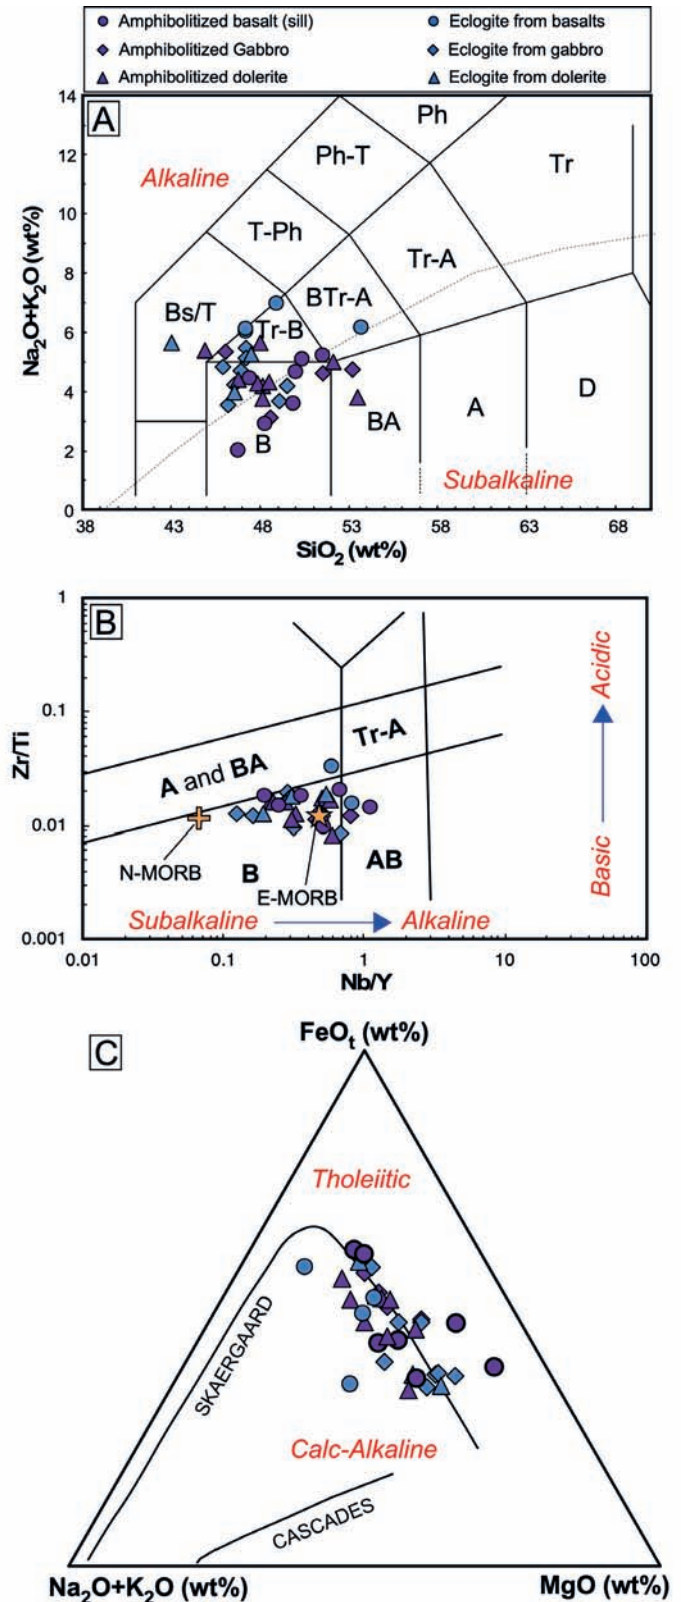 Amphibolitized basalt (sill) Eclogite from basalts
Amphibolitized Gabbro Eclogite from gabbro
Amphibolitized dolerite Eclogite from dolerite
A
14
12
10
8
6
4
2
0
Na₂O+K₂O (wt%)
Ph
Ph-T
Tr
Alkaline
T-Ph
Tr-A
BTr-A
Bs/T
Tr-B
D
BA
A
B
Subalkaline
38 43 48 53 58 63 68
SiO₂ (wt%)
B
1
0.1
0.01
0.001
Zr/Ti
Acidic
Tr-A
A and BA
N-MORB
B
AB
E-MORB
Basic
Subalkaline Alkaline
0.01 0.1 1 10 100
Nb/Y
C
FeOₜ (wt%)
Tholeiitic
SKAERGAARD
Calc-Alkaline
CASCADES
Na₂O+K₂O (wt%) MgO (wt%)